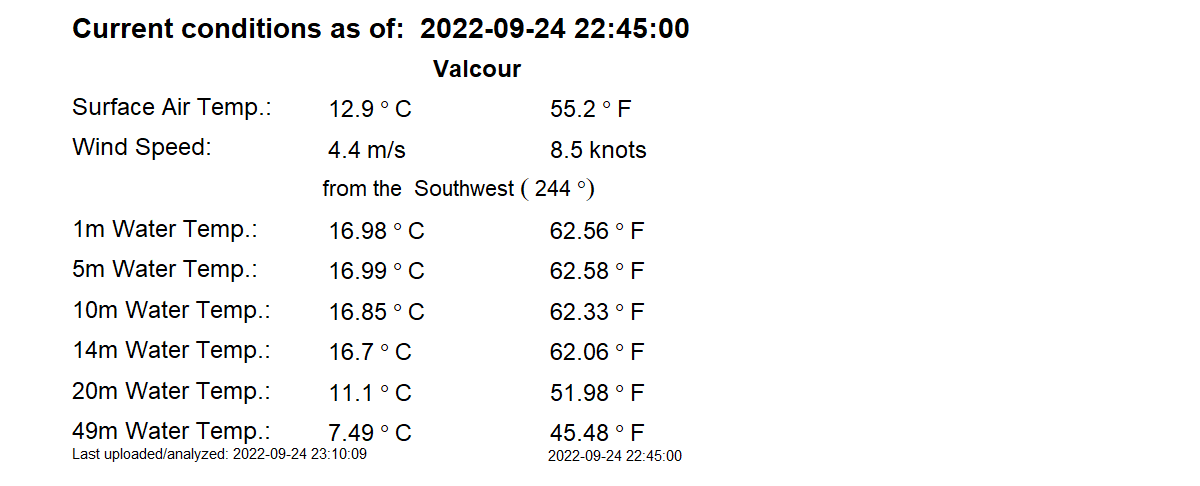 Current conditions as of: 2022-09-24 22:45:00
Valcour
Surface Air Temp.: 12.9 ° C 55.2 ° F
Wind Speed: 4.4 m/s 8.5 knots
from the Southwest ( 244 °)
1m Water Temp.: 16.98 ° C 62.56 ° F
5m Water Temp.: 16.99 ° C 62.58 ° F
10m Water Temp.: 16.85 ° C 62.33 ° F
14m Water Temp.: 16.7 ° C 62.06 ° F
20m Water Temp.: 11.1 ° C 51.98 ° F
49m Water Temp.: 7.49 ° C 45.48 ° F
Last uploaded/analyzed: 2022-09-24 23:10:09 2022-09-24 22:45:00